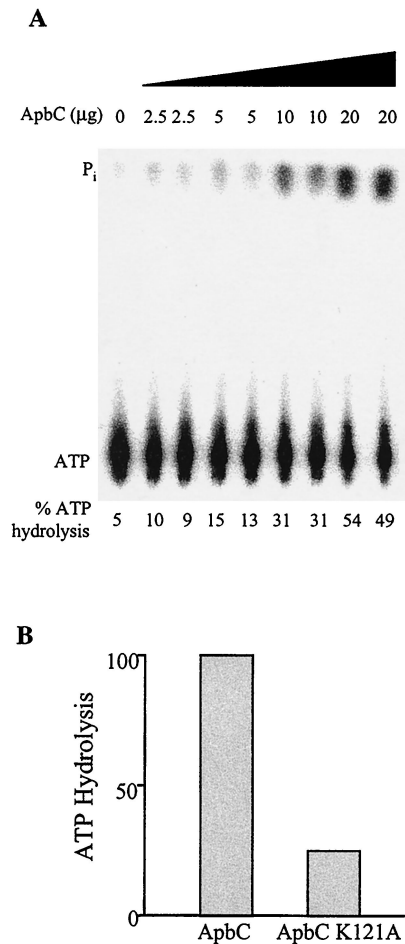 A
ApbC (μg) 0 2.5 2.5 5 5 10 10 20 20
Pi
ATP
% ATP
hydrolysis 5 10 9 15 13 31 31 54 49
B
ATP Hydrolysis
100
50
0
ApbC ApbC K121A